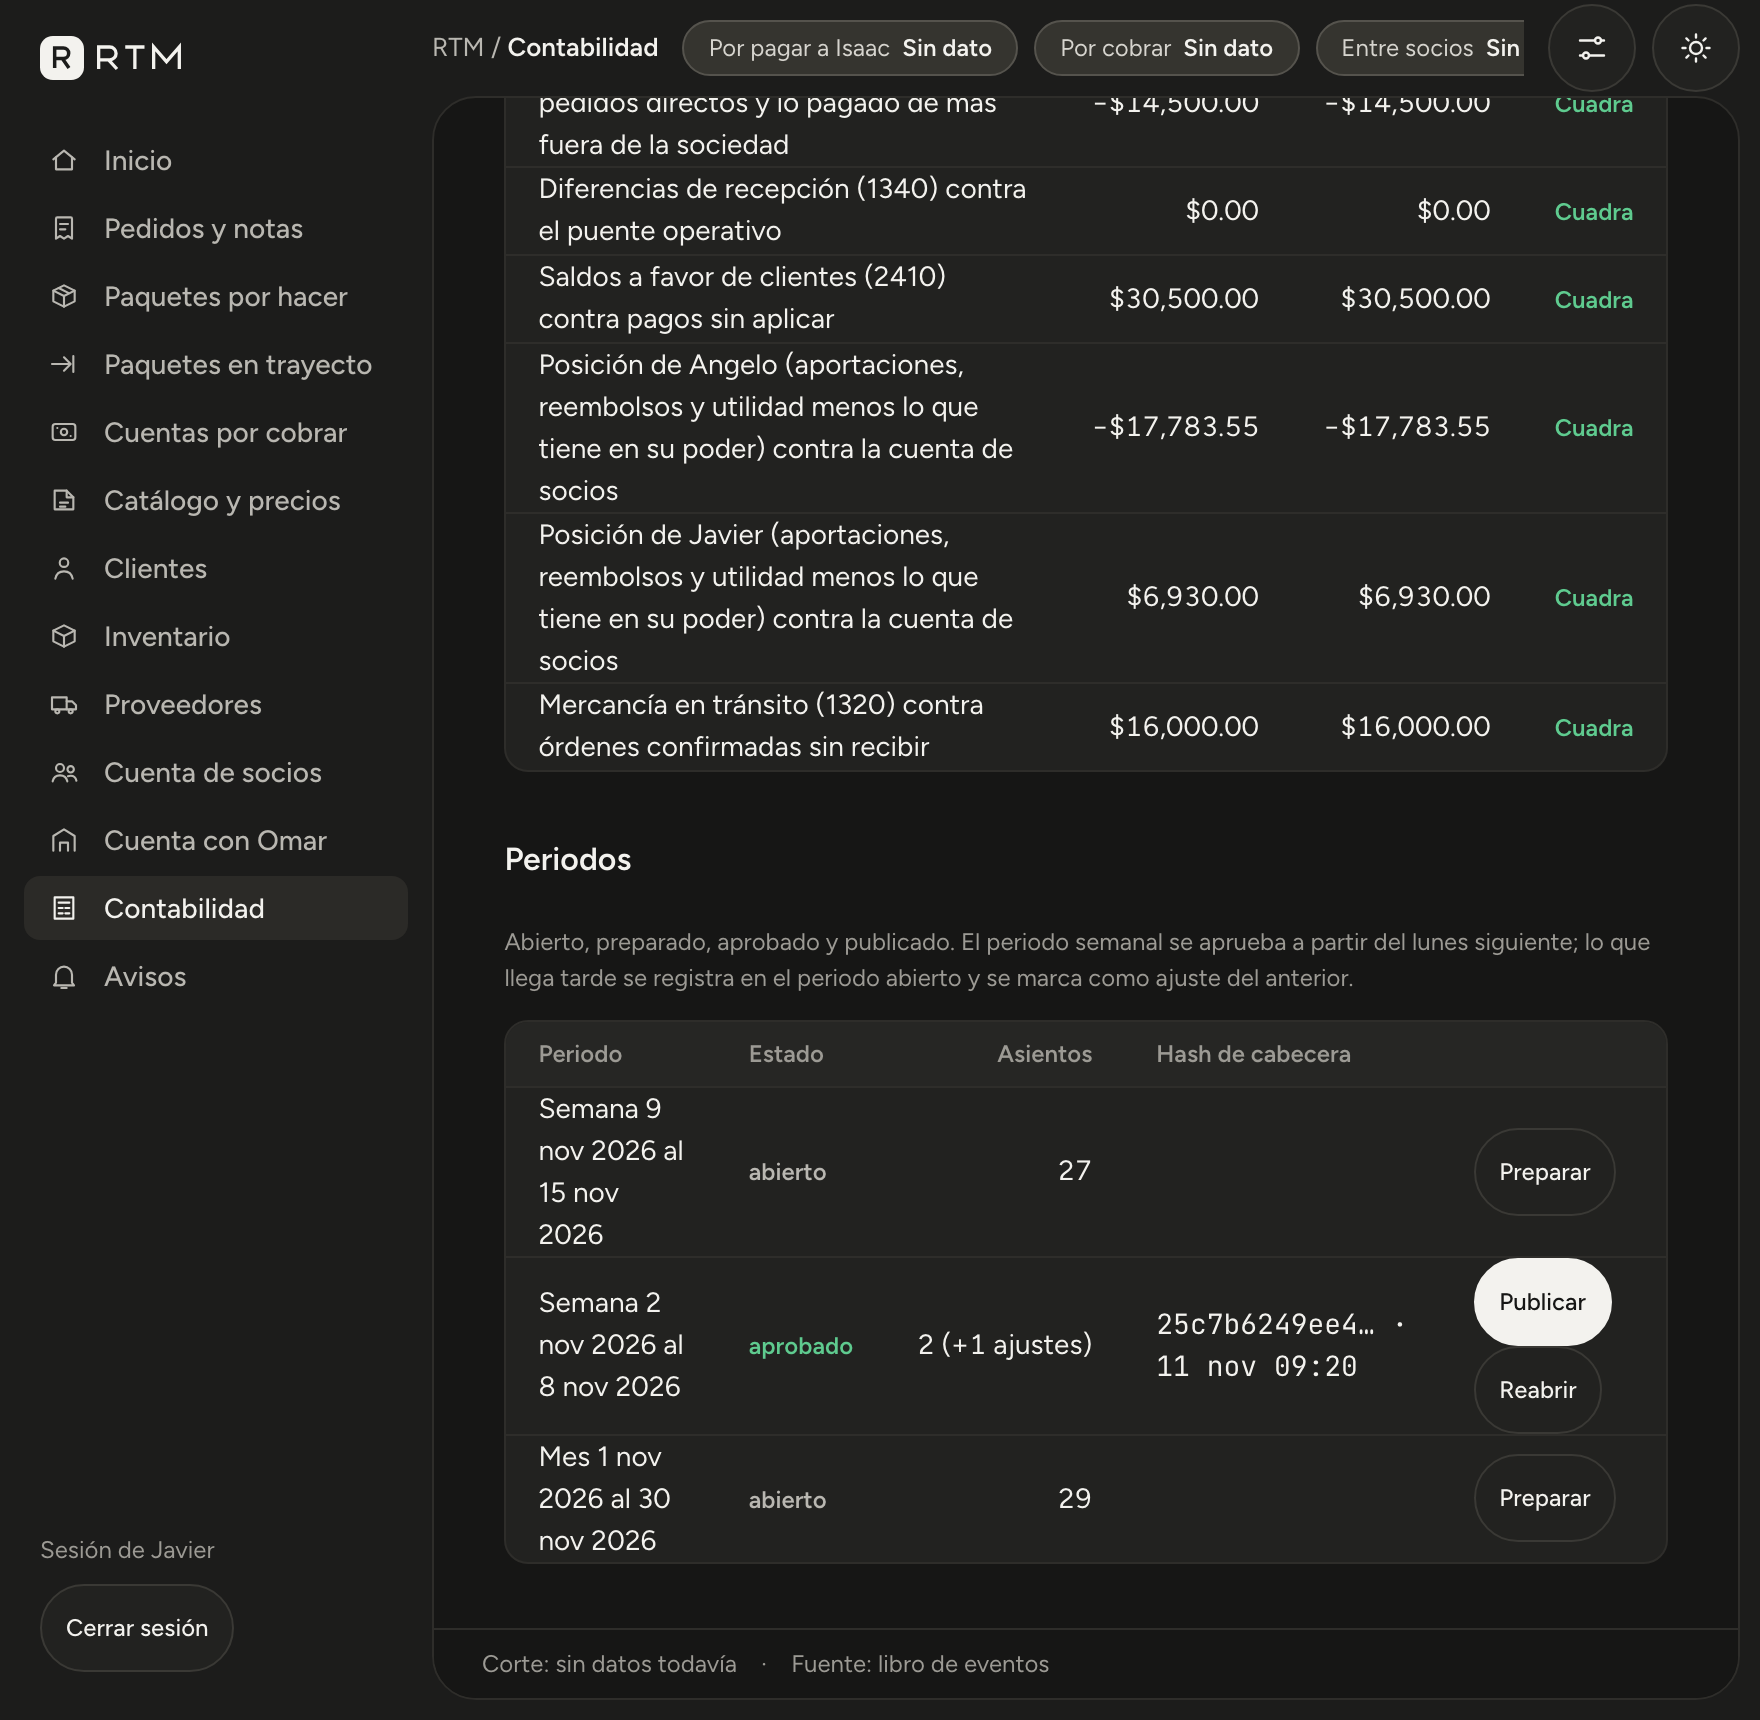 R RTM
RTM / Contabilidad
Por pagar a Isaac Sin dato
Por cobrar Sin dato
Entre socios Sin
Inicio
Pedidos y notas
Paquetes por hacer
Paquetes en trayecto
Cuentas por cobrar
Catálogo y precios
Clientes
Inventario
Proveedores
Cuenta de socios
Cuenta con Omar
Contabilidad
Avisos
Sesión de Javier
Cerrar sesión
pedidos directos y lo pagado de más
fuera de la sociedad
-$14,500.00 -$14,500.00 Cuadra
Diferencias de recepción (1340) contra
el puente operativo
$0.00 $0.00 Cuadra
Saldos a favor de clientes (2410)
contra pagos sin aplicar
$30,500.00 $30,500.00 Cuadra
Posición de Angelo (aportaciones,
reembolsos y utilidad menos lo que
tiene en su poder) contra la cuenta de
socios
-$17,783.55 -$17,783.55 Cuadra
Posición de Javier (aportaciones,
reembolsos y utilidad menos lo que
tiene en su poder) contra la cuenta de
socios
$6,930.00 $6,930.00 Cuadra
Mercancía en tránsito (1320) contra
órdenes confirmadas sin recibir
$16,000.00 $16,000.00 Cuadra
Periodos
Abierto, preparado, aprobado y publicado. El periodo semanal se aprueba a partir del lunes siguiente; lo que
llega tarde se registra en el periodo abierto y se marca como ajuste del anterior.
Periodo Estado Asientos Hash de cabecera
Semana 9
nov 2026 al
15 nov
2026
abierto 27 Preparar
Semana 2
nov 2026 al
8 nov 2026
aprobado 2 (+1 ajustes)
25c7b6249ee4… ·
11 nov 09:20
Publicar
Reabrir
Mes 1 nov
2026 al 30
nov 2026
abierto 29 Preparar
Corte: sin datos todavía · Fuente: libro de eventos